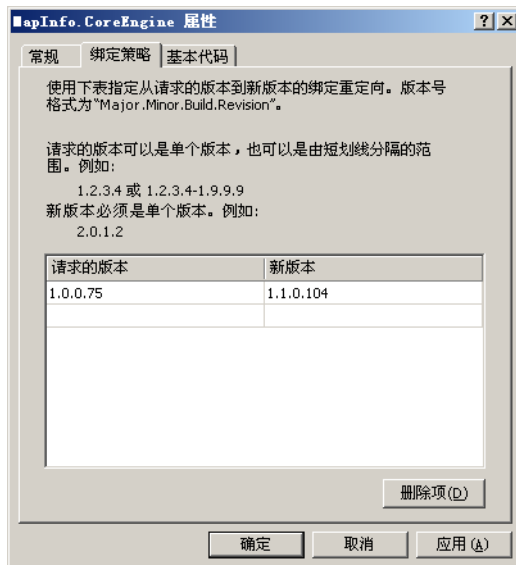 MapInfo.CoreEngine 属性
常规 绑定策略 基本代码
使用下表指定从请求的版本到新版本的绑定重定向。版本号
格式为“Major.Minor.Build.Revision”。
请求的版本可以是单个版本，也可以是由短划线分隔的范
围。例如:
1.2.3.4 或 1.2.3.4-1.9.9.9
新版本必须是单个版本。例如:
2.0.1.2
请求的版本 新版本
1.0.0.75 1.1.0.104
删除项(D)
确定 取消 应用(A)